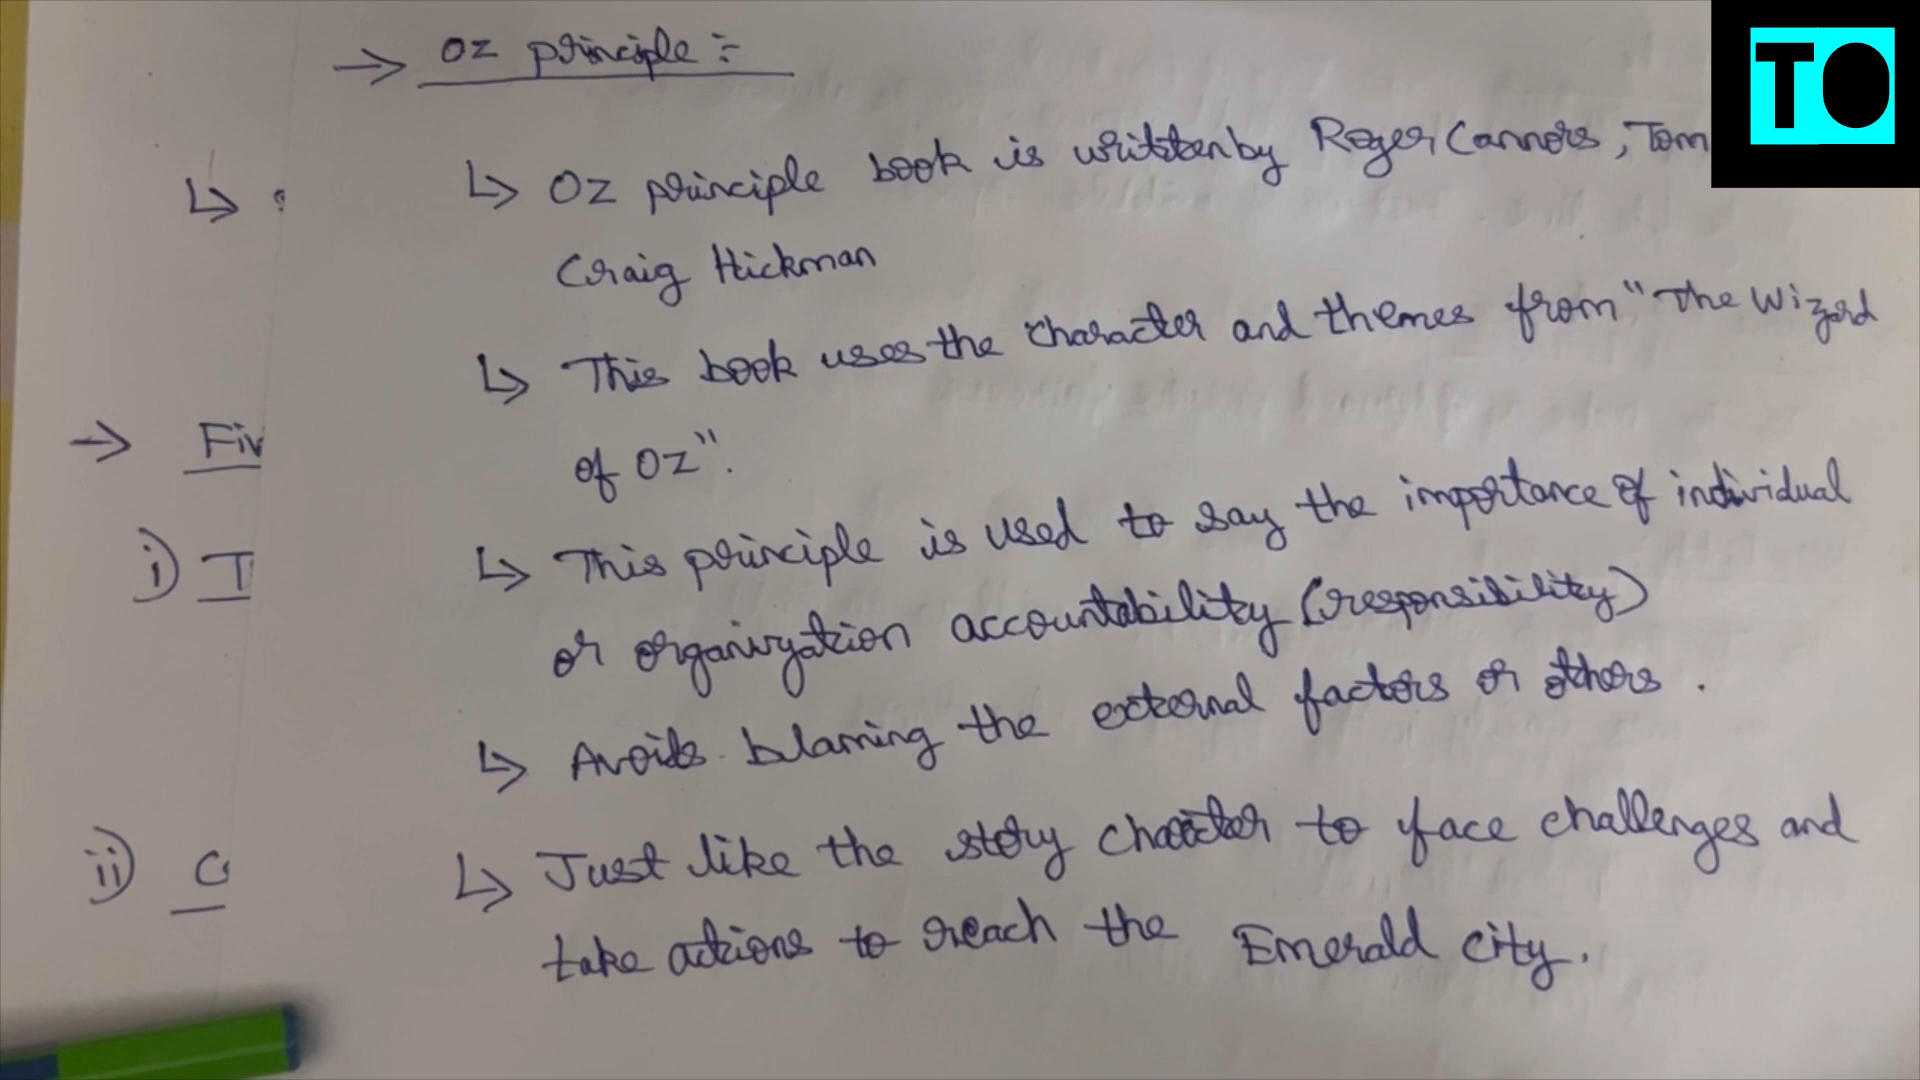 TO
→ Oz principle :-
↳ Oz principle book is written by Roger Connors, Tom
Craig Hickman
↳ This book uses the character and themes from "The Wizard
of Oz".
↳ This principle is used to say the importance of individual
or organization accountability (responsibility)
↳ Avoids blaming the external factors or others.
↳ Just like the story character to face challenges and
take actions to reach the Emerald city.
↳
→ Fiv
i) T
ii) C